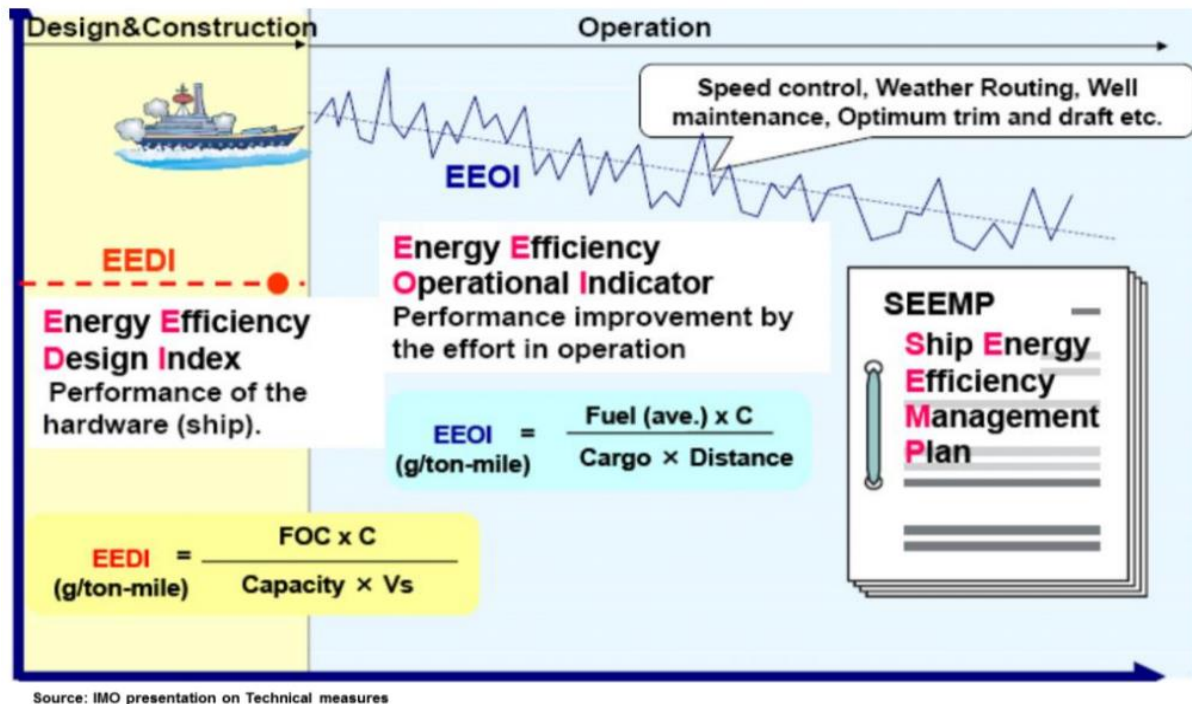 Design&Construction
Operation
Speed control, Weather Routing, Well
maintenance, Optimum trim and draft etc.
EEOI
EEDI
Energy Efficiency
Design Index
Performance of the
hardware (ship).
Energy Efficiency
Operational Indicator
Performance improvement by
the effort in operation
EEOI = Fuel (ave.) x C
(g/ton-mile) Cargo × Distance
EEDI = FOC x C
(g/ton-mile) Capacity × Vs
SEEMP
Ship Energy
Efficiency
Management
Plan
Source: IMO presentation on Technical measures